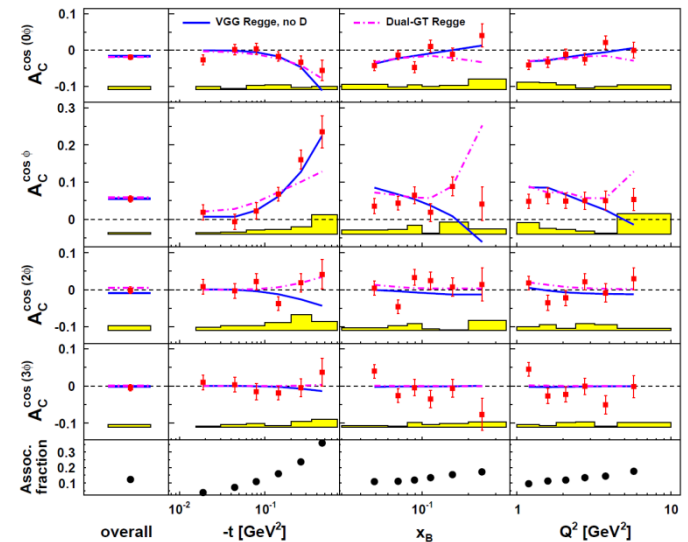 VGG Regge, no D
Dual-GT Regge
A_C^cos (0ϕ)
0.1
0
-0.1
A_C^cos ϕ
0.3
0.2
0.1
0
A_C^cos (2ϕ)
0.1
0
-0.1
A_C^cos (3ϕ)
0.1
0
-0.1
Assoc.
fraction
0.3
0.2
0.1
10^-2 10^-1 10^-1 1 10
overall -t [GeV^2] x_B Q^2 [GeV^2]